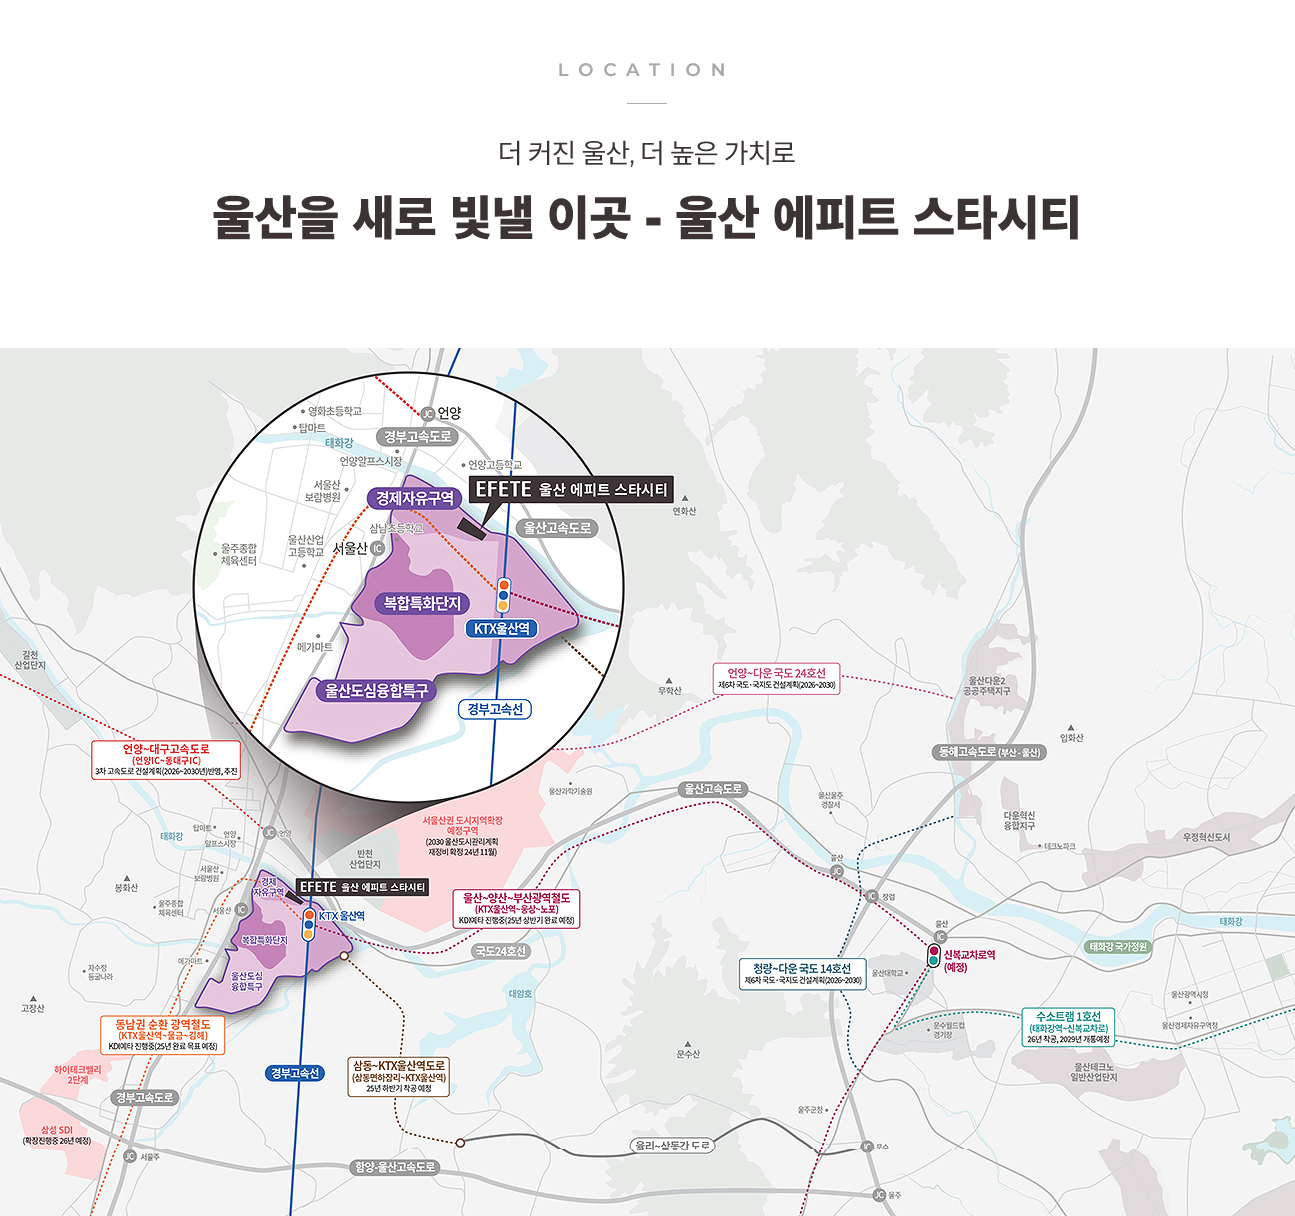 LOCATION
더 커진 울산, 더 높은 가치로
울산을 새로 빛낼 이곳 - 울산 에피트 스타시티
영화초등학교
탑마트
태화강
JC 언양
경부고속도로
언양알프스시장
언양고등학교
서울산
보람병원
경제자유구역
EFETE 울산 에피트 스타시티
삼남초등학교
울산고속도로
연화산
울산산업
고등학교
서울산 IC
울주종합
체육센터
복합특화단지
KTX울산역
메가마트
울산도심융합특구
경부고속선
길천
산업단지
무학산
언양~다운 국도 24호선
제6차 국도·국지도 건설계획(2026~2030)
울산다운2
공공주택지구
입화산
동해고속도로(부산-울산)
언양~대구고속도로
(언양IC~동대구IC)
3차 고속도로 건설계획(2026~2030년)반영, 추진
울산과학기술원
울산고속도로
울산울주
경찰서
다운혁신
융합지구
우정혁신도시
테크노파크
태화강
탑마트
언양
알프스시장
JC 언양
서울산권 도시지역확장
예정구역
(2030 울산도시관리계획
재정비 확정 24년 11월)
반천
산업단지
울산
JC
봉화산
서울산
보람병원
경제
자유구역
EFETE 울산 에피트 스타시티
울산~양산~부산광역철도
(KTX울산역~웅상~노포)
KDI예타 진행중(25년 상반기 완료 예정)
IC 장검
울주종합
체육센터
서울산 IC
KTX 울산역
울산
IC
태화강
복합특화단지
국도24호선
신복교차로역
(예정)
태화강 국가정원
자수정
동굴나라
메가마트
울산도심
융합특구
청량~다운 국도 14호선
제6차 국도·국지도 건설계획(2026~2030)
울산대학교
고장산
대암호
울산광역시청
동남권 순환 광역철도
(KTX울산역~물금~김해)
KDI예타 진행중(25년 완료 목표 예정)
문수월드컵
경기장
수소트램 1호선
(태화강역~신복교차로)
26년 착공, 2029년 개통예정
울산경제자유구역청
문수산
하이테크밸리
2단계
경부고속선
삼동~KTX울산역도로
(삼동면하잠리~KTX울산역)
25년 하반기 착공 예정
울산테크노
일반산업단지
경부고속도로
울주군청
삼성 SDI
(확장진행중 26년 예정)
율리~삼동간 도로
IC 문수
JC 서울주
함양-울산고속도로
JC 울주